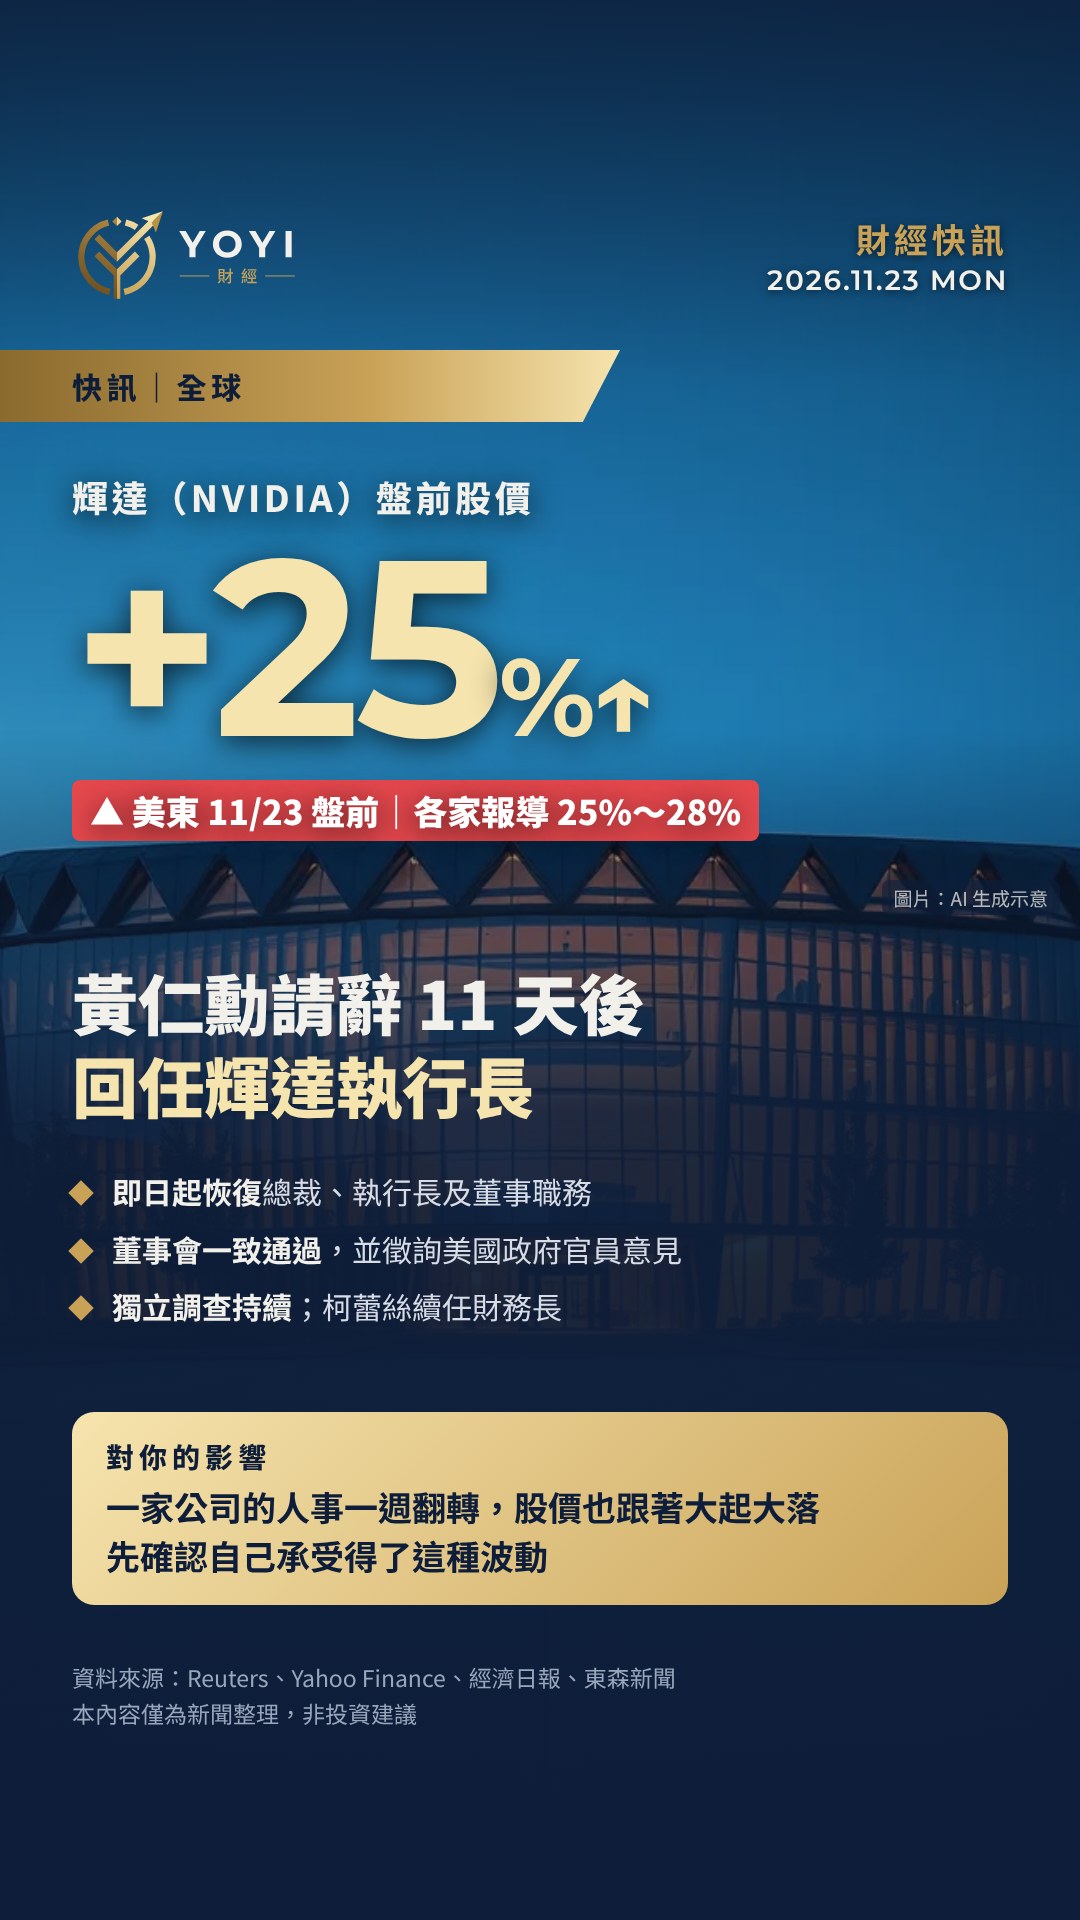 YOYI
財經
財經快訊
2026.11.23 MON
快訊｜全球
輝達（NVIDIA）盤前股價
+25%↑
▲ 美東 11/23 盤前｜各家報導 25%～28%
圖片：AI 生成示意
黃仁勳請辭 11 天後
回任輝達執行長
◆ 即日起恢復總裁、執行長及董事職務
◆ 董事會一致通過，並徵詢美國政府官員意見
◆ 獨立調查持續；柯蕾絲續任財務長
對你的影響
一家公司的人事一週翻轉，股價也跟著大起大落
先確認自己承受得了這種波動
資料來源：Reuters、Yahoo Finance、經濟日報、東森新聞
本內容僅為新聞整理，非投資建議